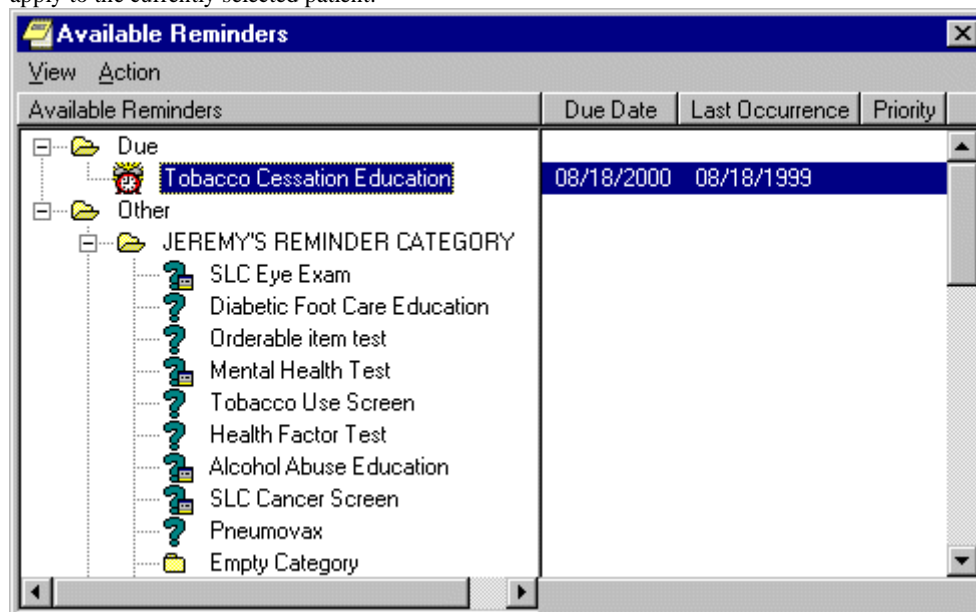 apply to the currently selected patient.
Available Reminders
View Action
Available Reminders Due Date Last Occurrence Priority
Due
Tobacco Cessation Education 08/18/2000 08/18/1999
Other
JEREMY'S REMINDER CATEGORY
SLC Eye Exam
Diabetic Foot Care Education
Orderable item test
Mental Health Test
Tobacco Use Screen
Health Factor Test
Alcohol Abuse Education
SLC Cancer Screen
Pneumovax
Empty Category